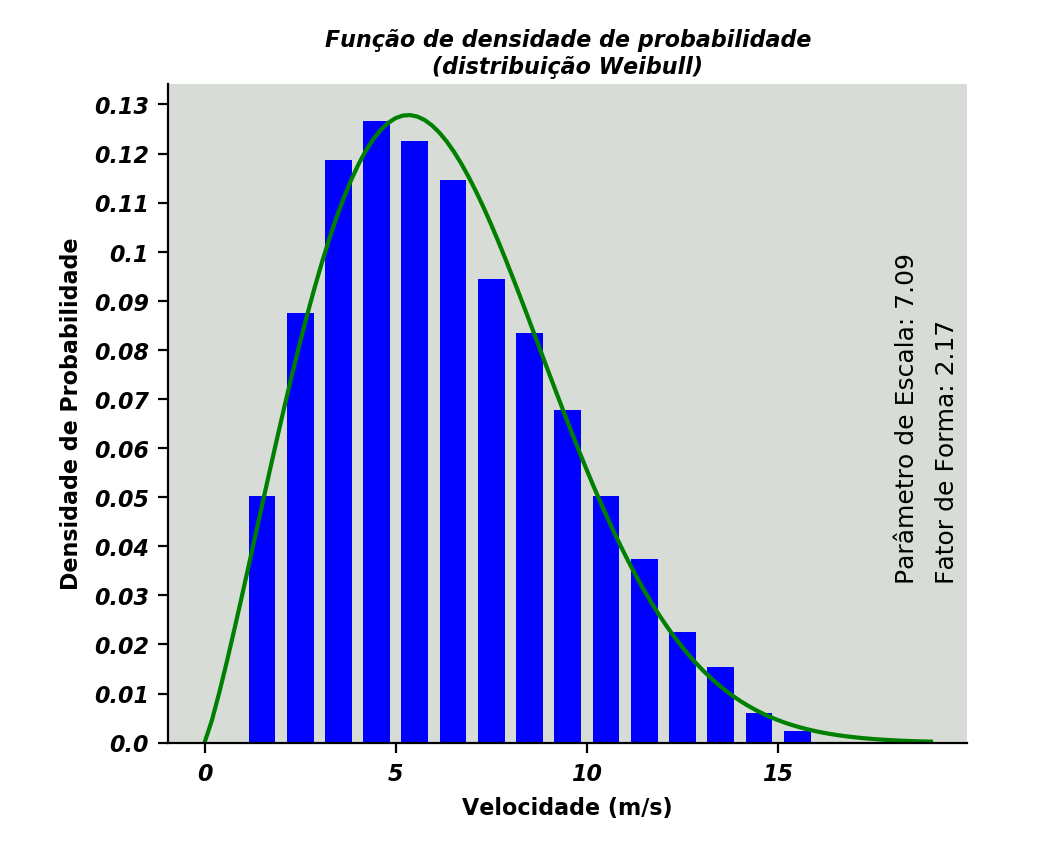 Função de densidade de probabilidade
(distribuição Weibull)
0.13
0.12
0.11
0.1
0.09
0.08
0.07
0.06
0.05
0.04
0.03
0.02
0.01
0.0
Densidade de Probabilidade
Parâmetro de Escala: 7.09
Fator de Forma: 2.17
0 5 10 15
Velocidade (m/s)